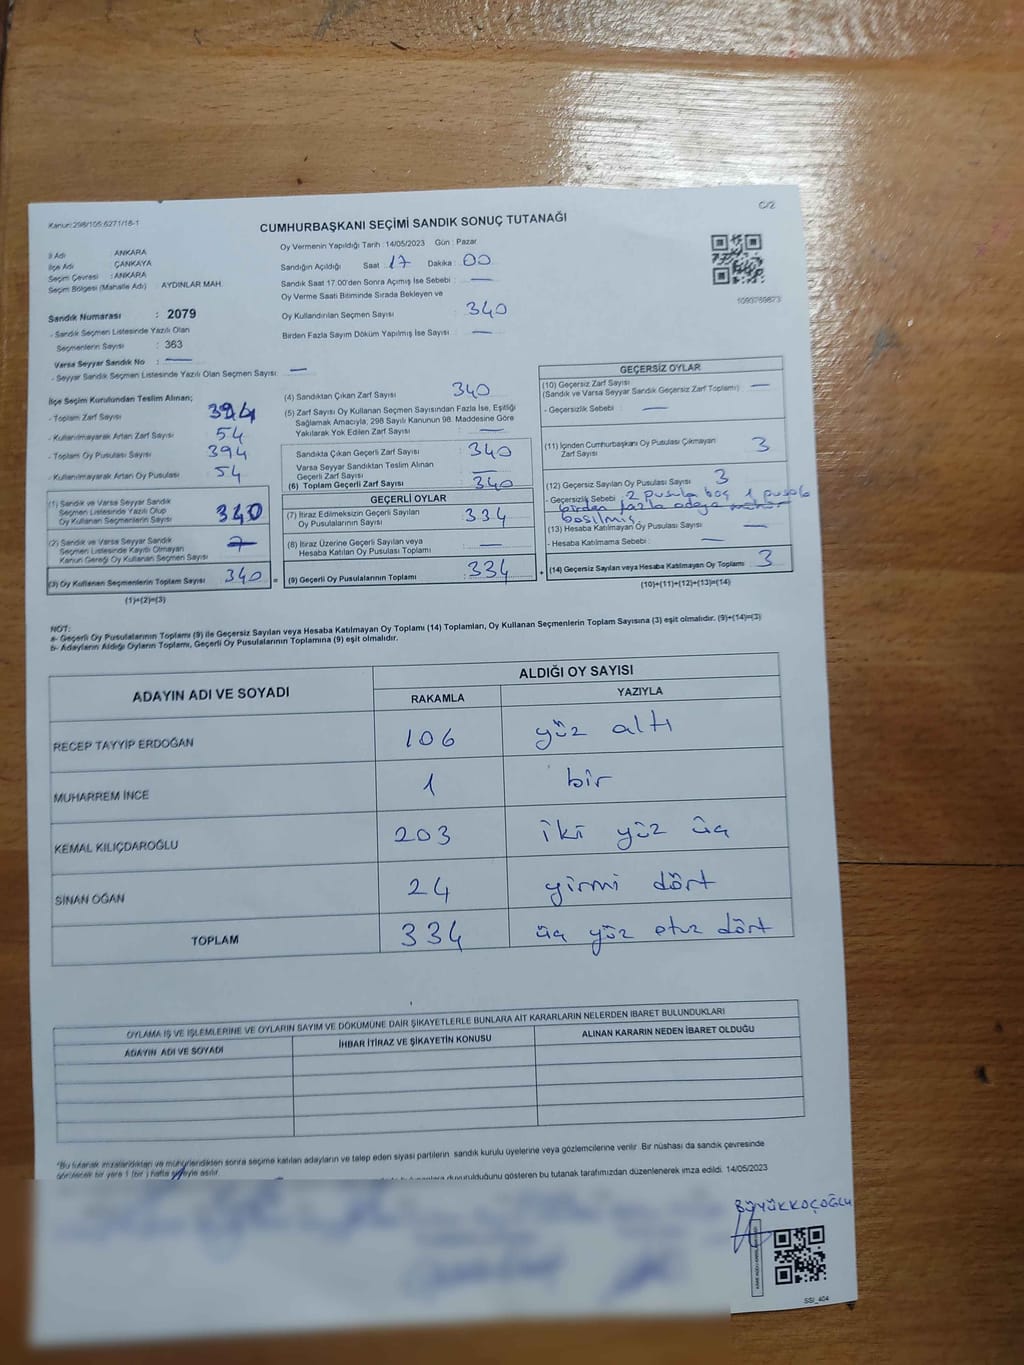 Kanun:298/105:6271/18-1
C/2
CUMHURBAŞKANI SEÇİMİ SANDIK SONUÇ TUTANAĞI
İl Adı : ANKARA
İlçe Adı : ÇANKAYA
Seçim Çevresi : ANKARA
Seçim Bölgesi (Mahalle Adı) : AYDINLAR MAH.
Sandık Numarası : 2079
- Sandık Seçmen Listesinde Yazılı Olan
Seçmenlerin Sayısı : 363
Varsa Seyyar Sandık No : —
- Seyyar Sandık Seçmen Listesinde Yazılı Olan Seçmen Sayısı: —
Oy Vermenin Yapıldığı Tarih : 14/05/2023 Gün : Pazar
Sandığın Açıldığı Saat 17 Dakika : 00
Sandık Saat 17.00'den Sonra Açımış İse Sebebi : —
Oy Verme Saati Bitiminde Sırada Bekleyen ve
Oy Kullandırılan Seçmen Sayısı : 340
Birden Fazla Sayım Döküm Yapılmış İse Sayısı : —
1093769873
İlçe Seçim Kurulundan Teslim Alınan;
- Toplam Zarf Sayısı 394
- Kullanılmayarak Artan Zarf Sayısı 54
- Toplam Oy Pusulası Sayısı 394
- Kullanılmayarak Artan Oy Pusulası 54
(1) Sandık ve Varsa Seyyar Sandık
Seçmen Listesinde Yazılı Olup
Oy Kullanan Seçmenlerin Sayısı 340
(2) Sandık ve Varsa Seyyar Sandık
Seçmen Listesinde Kayıtlı Olmayan
Kanun Gereği Oy Kullanan Seçmen Sayısı
(3) Oy Kullanan Seçmenlerin Toplam Sayısı 340 =
(1)+(2)=(3)
(4) Sandıktan Çıkan Zarf Sayısı 340
(5) Zarf Sayısı Oy Kullanan Seçmen Sayısından Fazla İse, Eşitliği
Sağlamak Amacıyla, 298 Sayılı Kanunun 98. Maddesine Göre
Yakılarak Yok Edilen Zarf Sayısı : —
Sandıkta Çıkan Geçerli Zarf Sayısı : 340
Varsa Seyyar Sandıktan Teslim Alınan
Geçerli Zarf Sayısı : —
(6) Toplam Geçerli Zarf Sayısı : 340
GEÇERLİ OYLAR
(7) İtiraz Edilmeksizin Geçerli Sayılan
Oy Pusulalarının Sayısı : 334
(8) İtiraz Üzerine Geçerli Sayılan veya
Hesaba Katılan Oy Pusulası Toplamı : —
(9) Geçerli Oy Pusulalarının Toplamı : 334 +
GEÇERSİZ OYLAR
(10) Geçersiz Zarf Sayısı
(Sandık ve Varsa Seyyar Sandık Geçersiz Zarf Toplamı) : —
- Geçersizlik Sebebi : —
(11) İçinden Cumhurbaşkanı Oy Pusulası Çıkmayan
Zarf Sayısı : 3
(12) Geçersiz Sayılan Oy Pusulası Sayısı 3
- Geçersizlik Sebebi : 2 pusula boş 1 pusula
birden fazla adaya
basılmış
(13) Hesaba Katılmayan Oy Pusulası Sayısı : —
- Hesaba Katılmama Sebebi : —
(14) Geçersiz Sayılan veya Hesaba Katılmayan Oy Toplamı : 3
(10)+(11)+(12)+(13)=(14)
NOT:
a- Geçerli Oy Pusulalarının Toplamı (9) ile Geçersiz Sayılan veya Hesaba Katılmayan Oy Toplamı (14) Toplamları, Oy Kullanan Seçmenlerin Toplam Sayısına (3) eşit olmalıdır. (9)+(14)=(3)
b- Adayların Aldığı Oyların Toplamı, Geçerli Oy Pusulalarının Toplamına (9) eşit olmalıdır.
ADAYIN ADI VE SOYADI ALDIĞI OY SAYISI
RAKAMLA YAZIYLA
RECEP TAYYİP ERDOĞAN 106 yüz altı
MUHARREM İNCE 1 bir
KEMAL KILIÇDAROĞLU 203 iki yüz üç
SİNAN OĞAN 24 yirmi dört
TOPLAM 334 üç yüz otuz dört
OYLAMA İŞ VE İŞLEMLERİNE VE OYLARIN SAYIM VE DÖKÜMÜNE DAİR ŞİKAYETLERLE BUNLARA AİT KARARLARIN NELERDEN İBARET BULUNDUKLARI
ADAYIN ADI VE SOYADI İHBAR İTİRAZ VE ŞİKAYETİN KONUSU ALINAN KARARIN NEDEN İBARET OLDUĞU
*Bu tutanak imzalandıktan ve mühürlendikten sonra seçime katılan adayların ve talep eden siyasi partilerin sandık kurulu üyelerine veya gözlemcilerine verilir. Bir nüshası da sandık çevresinde
görülecek bir yere 1 (bir) hafta süreyle asılır.
duyurulduğunu gösteren bu tutanak tarafımızdan düzenlenerek imza edildi. 14/05/2023
BÜYÜKKOÇOĞLU
SSI_404